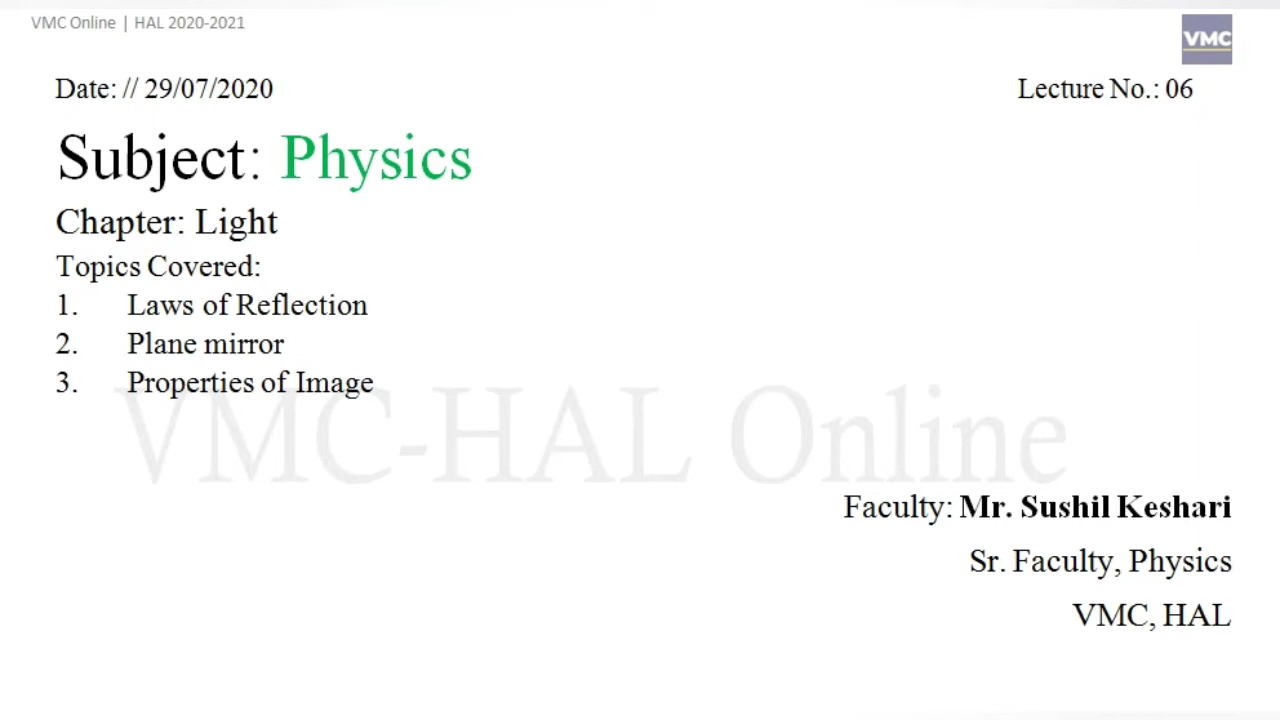 VMC Online | HAL 2020-2021
VMC
Date: // 29/07/2020
Lecture No.: 06
Subject: Physics
Chapter: Light
Topics Covered:
1. Laws of Reflection
2. Plane mirror
3. Properties of Image
VMC-HAL Online
Faculty: Mr. Sushil Keshari
Sr. Faculty, Physics
VMC, HAL